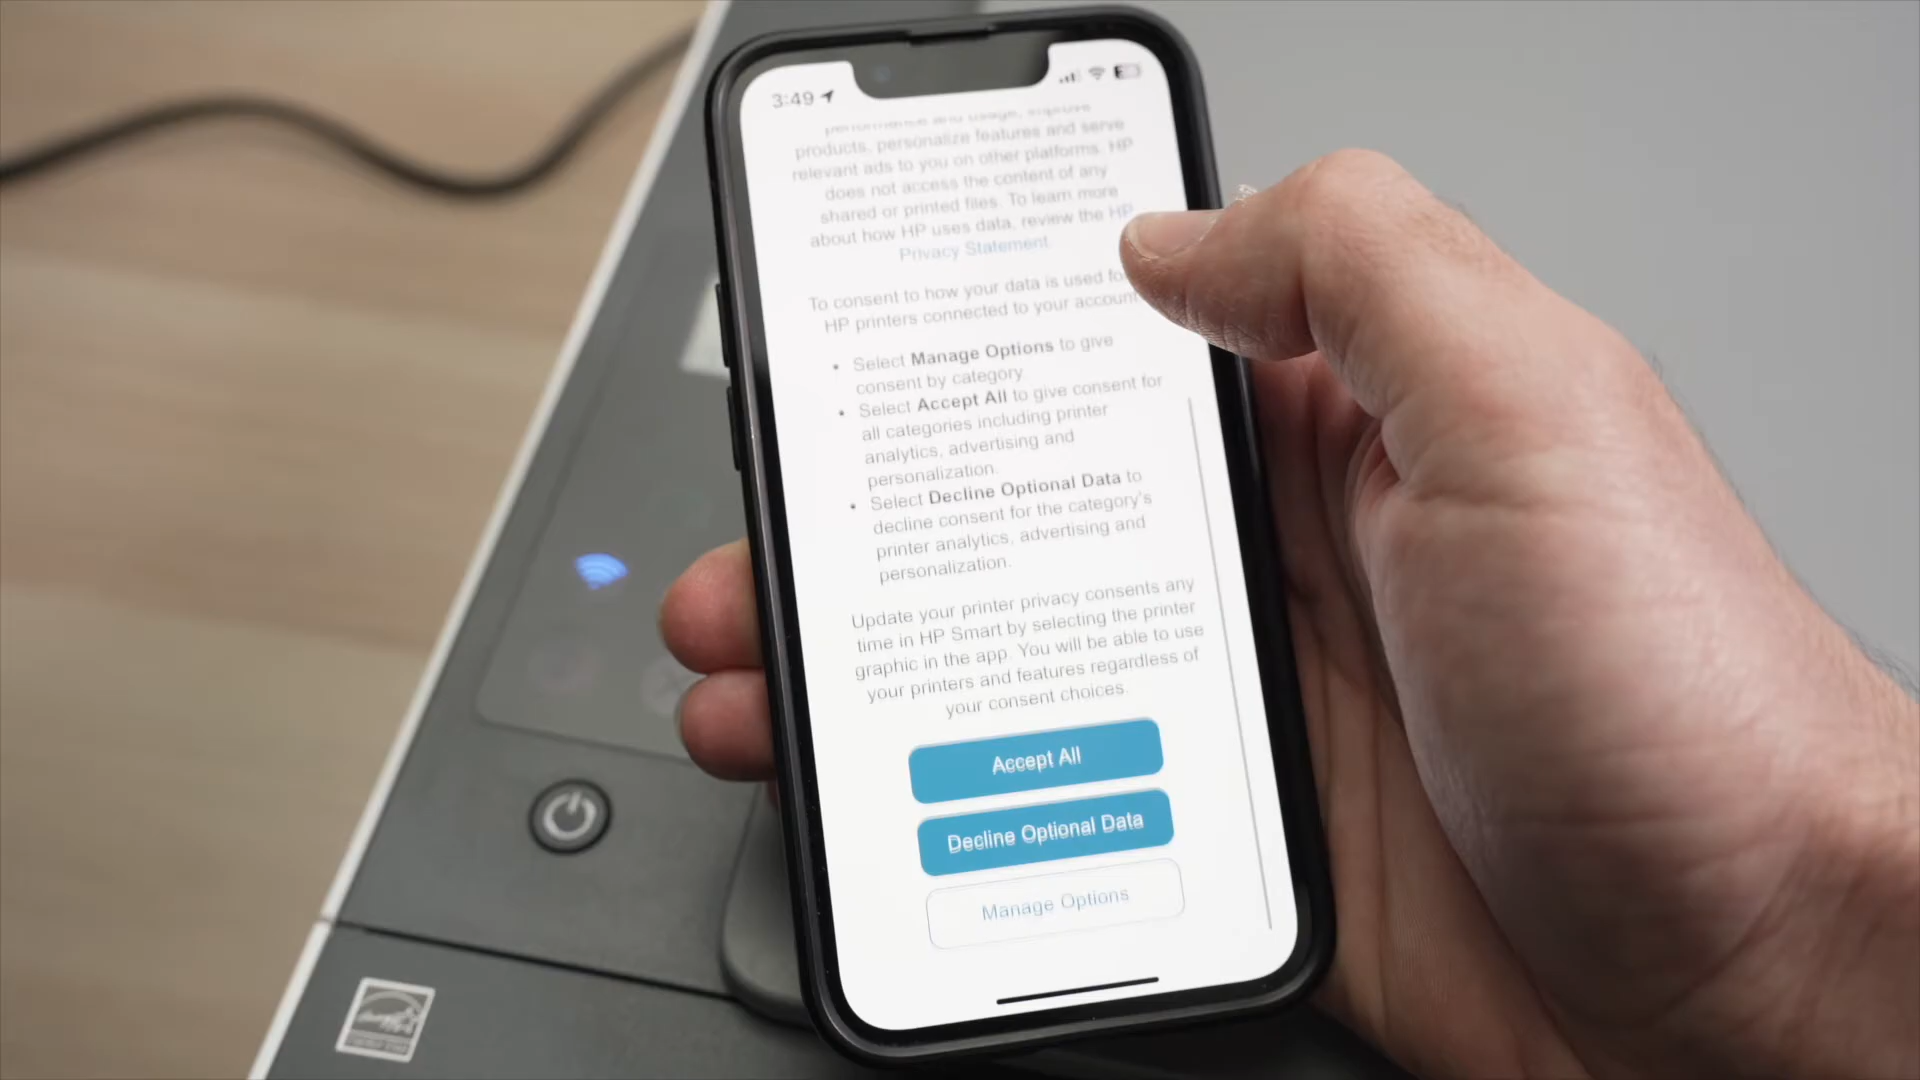 3:49
performance and usage, improve
products, personalize features and serve
relevant ads to you on other platforms. HP
does not access the content of any
shared or printed files. To learn more
about how HP uses data, review the HP
Privacy Statement.
To consent to how your data is used fo
HP printers connected to your account
• Select Manage Options to give
consent by category
• Select Accept All to give consent for
all categories including printer
analytics, advertising and
personalization.
• Select Decline Optional Data to
decline consent for the category's
printer analytics, advertising and
personalization.
Update your printer privacy consents any
time in HP Smart by selecting the printer
graphic in the app. You will be able to use
your printers and features regardless of
your consent choices.
Accept All
Decline Optional Data
Manage Options